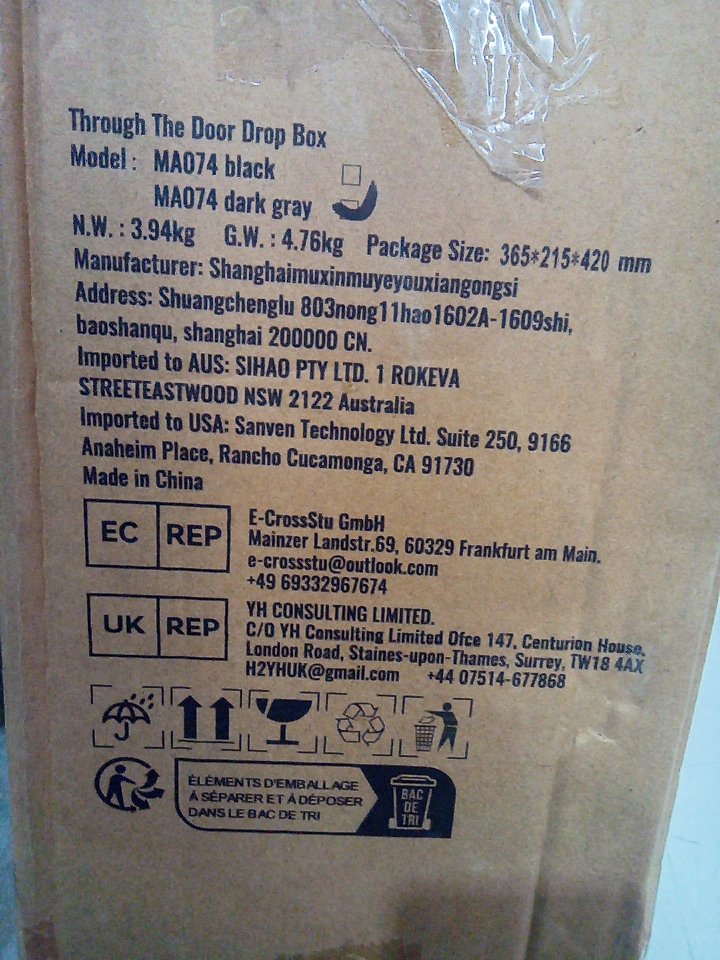 Through The Door Drop Box
Model : MA074 black
MA074 dark gray
N.W. : 3.94kg G.W. : 4.76kg Package Size: 365*215*420 mm
Manufacturer: Shanghaimuxinmuyeyouxiangongsi
Address: Shuangchenglu 803nong11hao1602A-1609shi,
baoshanqu, shanghai 200000 CN.
Imported to AUS: SIHAO PTY LTD. 1 ROKEVA
STREETEASTWOOD NSW 2122 Australia
Imported to USA: Sanven Technology Ltd. Suite 250, 9166
Anaheim Place, Rancho Cucamonga, CA 91730
Made in China
EC REP
E-CrossStu GmbH
Mainzer Landstr.69, 60329 Frankfurt am Main.
e-crossstu@outlook.com
+49 69332967674
UK REP
YH CONSULTING LIMITED.
C/O YH Consulting Limited Ofce 147, Centurion House,
London Road, Staines-upon-Thames, Surrey, TW18 4AX
H2YHUK@gmail.com +44 07514-677868
ÉLÉMENTS D'EMBALLAGE
À SÉPARER ET À DÉPOSER
DANS LE BAC DE TRI
BAC
DE
TRI